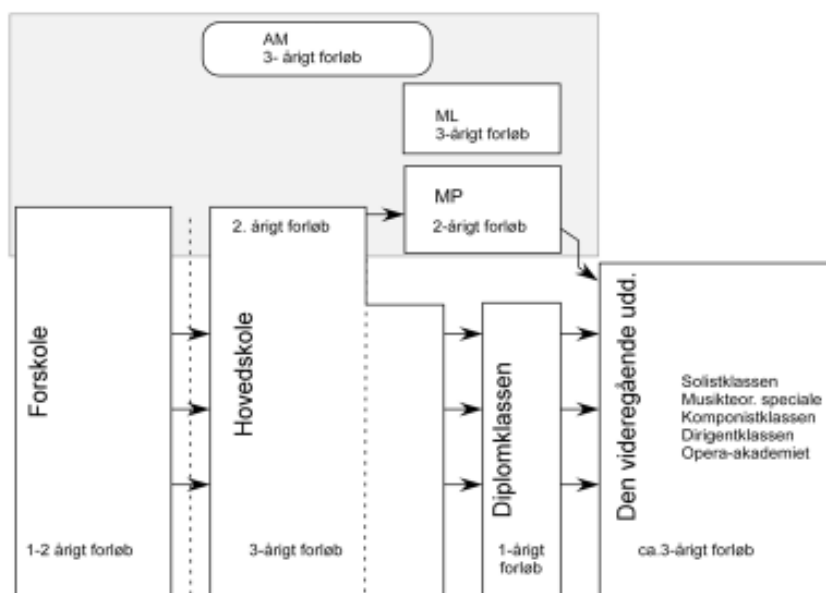 AM
3- årigt forløb
ML
3-årigt forløb
MP
2-årigt forløb
2. årigt forløb
Forskole
1-2 årigt forløb
Hovedskole
3-årigt forløb
Diplomklassen
1-årigt
forløb
Den videregående udd.
Solistklassen
Musikteor. speciale
Komponistklassen
Dirigentklassen
Opera-akademiet
ca.3-årigt forløb